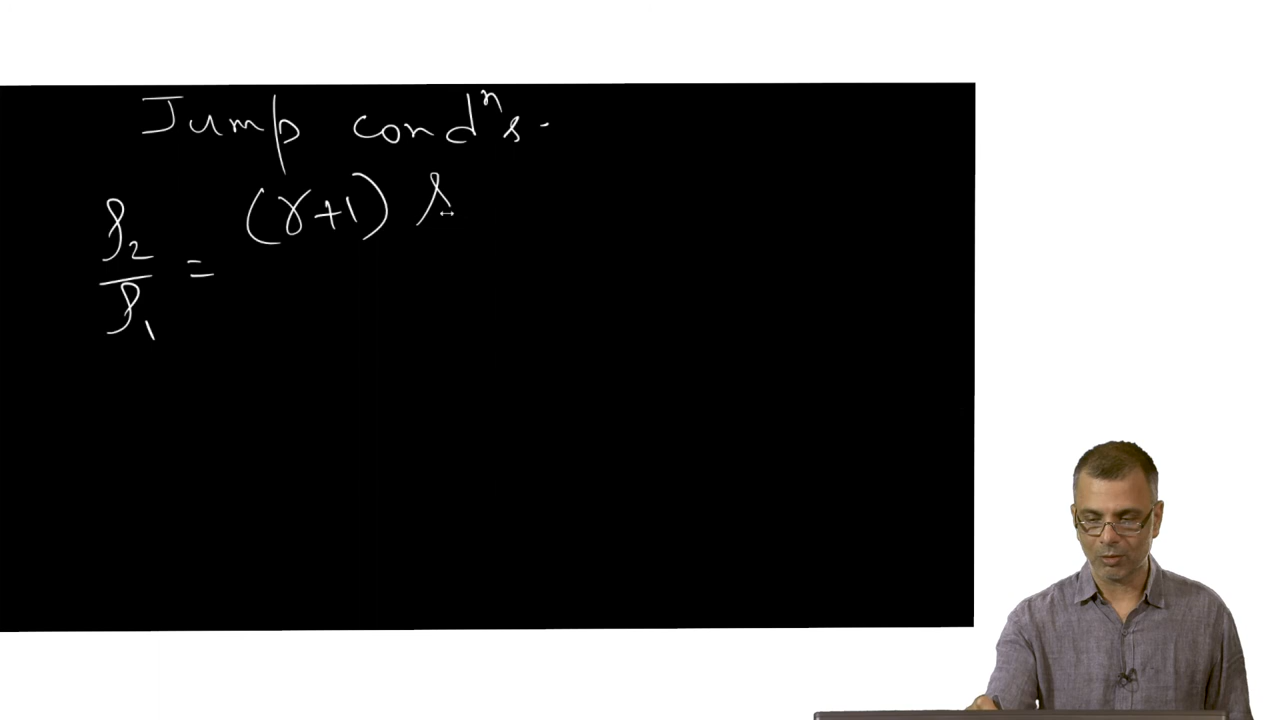 Jump condⁿs.
ρ₂/ρ₁ = (γ+1)